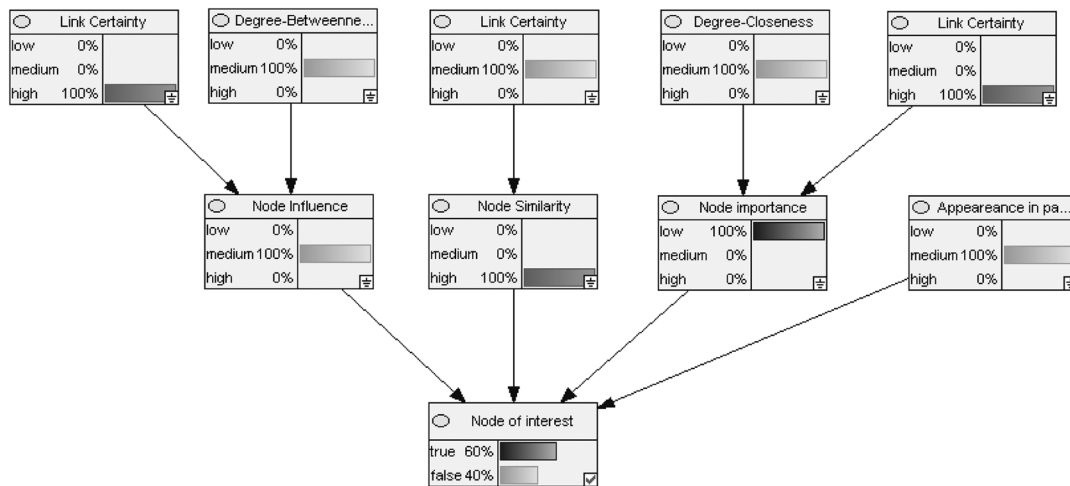 Link Certainty
low 0%
medium 0%
high 100%
Degree-Betweenne...
low 0%
medium 100%
high 0%
Link Certainty
low 0%
medium 100%
high 0%
Degree-Closeness
low 0%
medium 100%
high 0%
Link Certainty
low 0%
medium 0%
high 100%
Node Influence
low 0%
medium 100%
high 0%
Node Similarity
low 0%
medium 0%
high 100%
Node importance
low 100%
medium 0%
high 0%
Appeareance in pa...
low 0%
medium 100%
high 0%
Node of interest
true 60%
false 40%